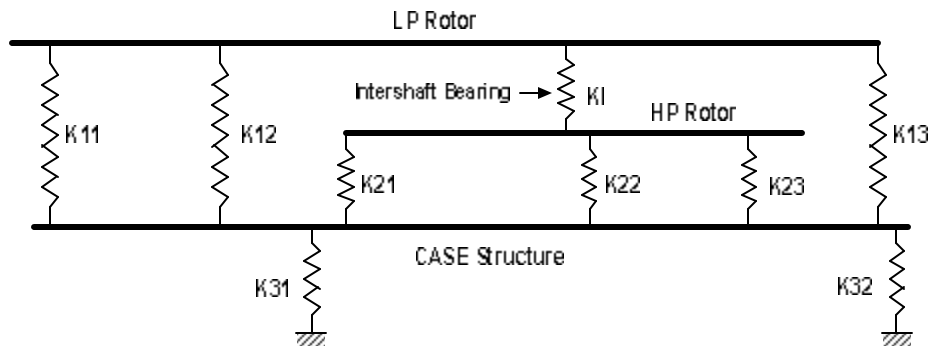 LP Rotor
Intershaft Bearing
KI
HP Rotor
K11
K12
K13
K21
K22
K23
CASE Structure
K31
K32